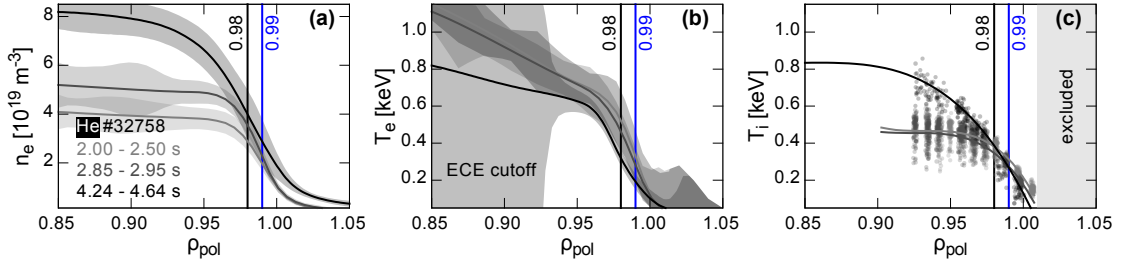 (a)
8
6
4
2
n_e [10^19 m^-3]
0.98
0.99
He #32758
2.00 - 2.50 s
2.85 - 2.95 s
4.24 - 4.64 s
0.85 0.90 0.95 1.00 1.05
ρ_pol
(b)
1.0
0.8
0.6
0.4
0.2
T_e [keV]
0.98
0.99
ECE cutoff
0.85 0.90 0.95 1.00 1.05
ρ_pol
(c)
1.0
0.8
0.6
0.4
0.2
T_i [keV]
0.98
0.99
excluded
0.85 0.90 0.95 1.00 1.05
ρ_pol